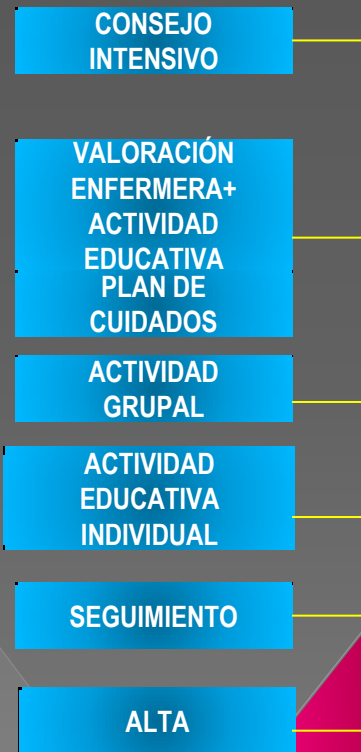 CONSEJO
INTENSIVO
VALORACIÓN
ENFERMERA+
ACTIVIDAD
EDUCATIVA
PLAN DE
CUIDADOS
ACTIVIDAD
GRUPAL
ACTIVIDAD
EDUCATIVA
INDIVIDUAL
SEGUIMIENTO
ALTA